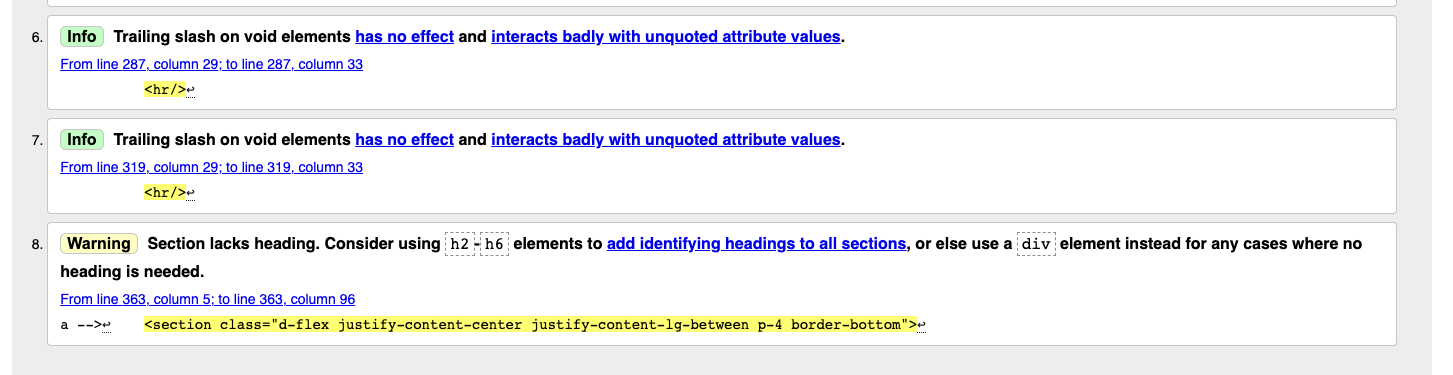 6. Info Trailing slash on void elements has no effect and interacts badly with unquoted attribute values.
From line 287, column 29; to line 287, column 33
<hr/>↩
7. Info Trailing slash on void elements has no effect and interacts badly with unquoted attribute values.
From line 319, column 29; to line 319, column 33
<hr/>↩
8. Warning Section lacks heading. Consider using h2-h6 elements to add identifying headings to all sections, or else use a div element instead for any cases where no
heading is needed.
From line 363, column 5; to line 363, column 96
a -->↩ <section class="d-flex justify-content-center justify-content-lg-between p-4 border-bottom">↩